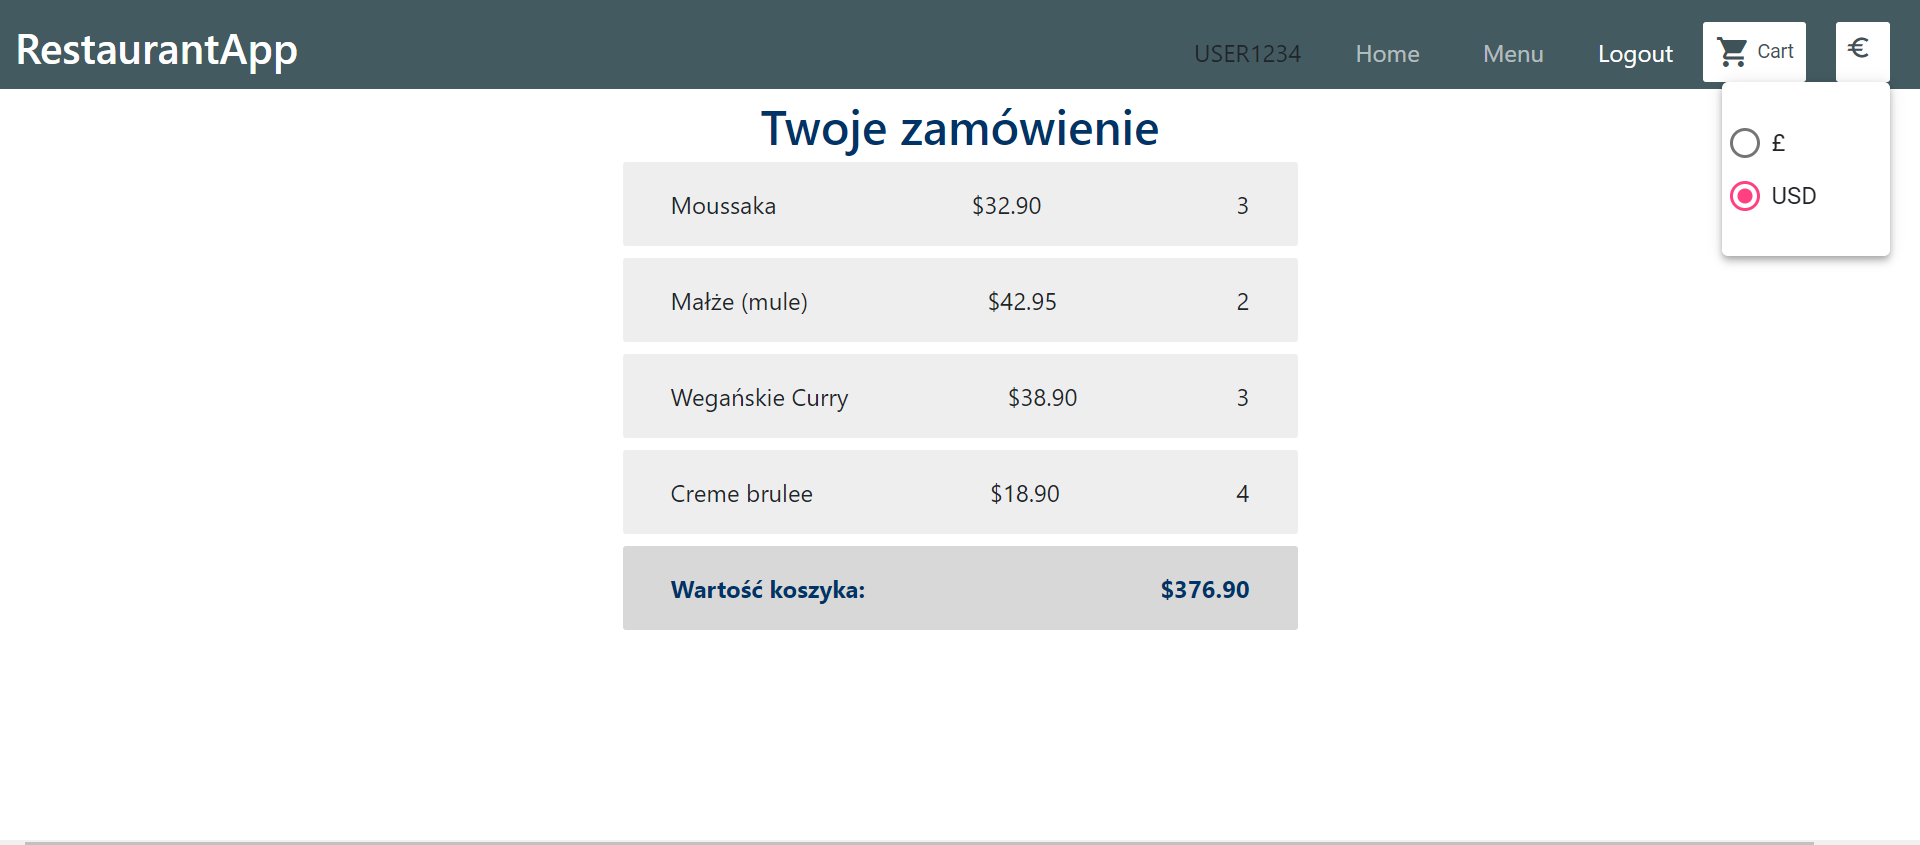 RestaurantApp USER1234 Home Menu Logout Cart €
£
USD
Twoje zamówienie
Moussaka $32.90 3
Małże (mule) $42.95 2
Wegańskie Curry $38.90 3
Creme brulee $18.90 4
Wartość koszyka: $376.90